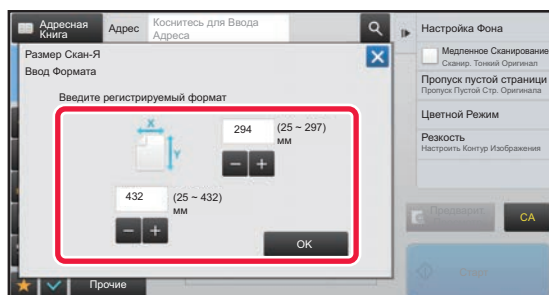 Адресная
Книга
Адрес
Коснитесь для Ввода
Адреса
Настройка Фона
Размер Скан-Я
Ввод Формата
Медленное Сканирование
Сканир. Тонкий Оригинал
Введите регистрируемый формат
Пропуск пустой страници
Пропуск Пустой Стр. Оригинала
X
Y
294
(25 ~ 297)
мм
Цветной Режим
Резкость
Настроить Контур Изображения
432
(25 ~ 432)
мм
OK
Предварит.
CA
Старт
Прочие